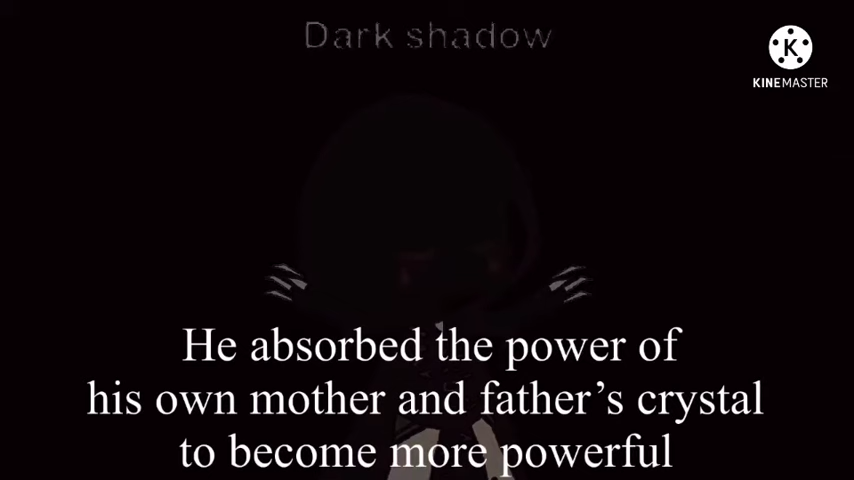 Dark shadow
K
KINEMASTER
He absorbed the power of
his own mother and father’s crystal
to become more powerful